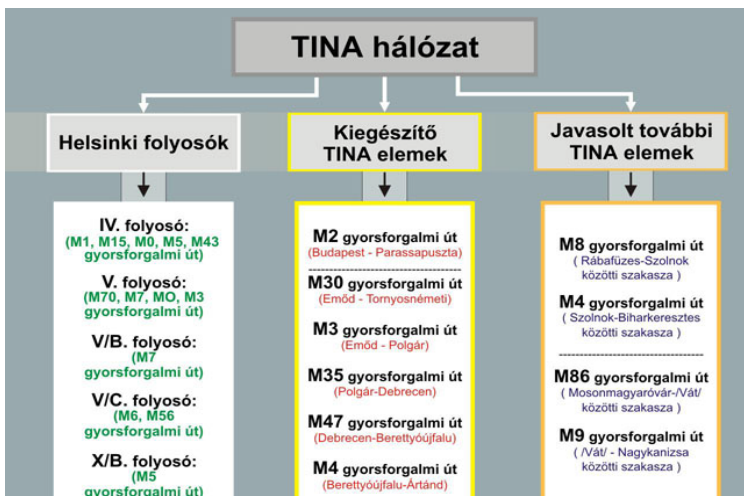 TINA hálózat
Helsinki folyosók
Kiegészítő
TINA elemek
Javasolt további
TINA elemek
IV. folyosó:
(M1, M15, M0, M5, M43
gyorsforgalmi út)
V. folyosó:
(M70, M7, MO, M3
gyorsforgalmi út)
V/B. folyosó:
(M7
gyorsforgalmi út)
V/C. folyosó:
(M6, M56
gyorsforgalmi út)
X/B. folyosó:
(M5
gyorsforgalmi út)
M2 gyorsforgalmi út
(Budapest - Parassapuszta)
M30 gyorsforgalmi út
(Emőd - Tornyosnémeti)
M3 gyorsforgalmi út
(Emőd - Polgár)
M35 gyorsforgalmi út
(Polgár-Debrecen)
M47 gyorsforgalmi út
(Debrecen-Berettyóújfalu)
M4 gyorsforgalmi út
(Berettyóújfalu-Ártánd)
M8 gyorsforgalmi út
( Rábafüzes-Szolnok
közötti szakasza )
M4 gyorsforgalmi út
( Szolnok-Biharkeresztes
közötti szakasza )
M86 gyorsforgalmi út
( Mosonmagyaróvár-/Vát/
közötti szakasza )
M9 gyorsforgalmi út
( /Vát/ - Nagykanizsa
közötti szakasza )